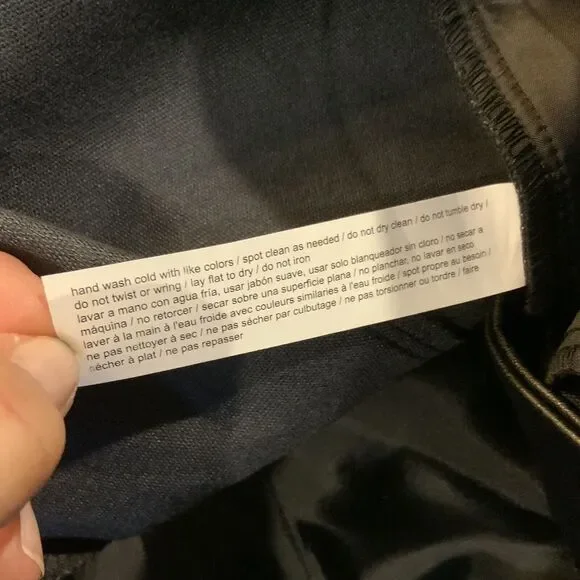 hand wash cold with like colors / spot clean as needed / do not dry clean / do not tumble dry /
do not twist or wring / lay flat to dry / do not iron
lavar a mano con agua fría, usar jabón suave, usar solo blanqueador sin cloro / no secar a
máquina / no retorcer / secar sobre una superficie plana / no planchar, no lavar en seco
laver à la main à l'eau froide avec couleurs similaires à l'eau froide / spot propre au besoin /
ne pas nettoyer à sec / ne pas sécher par culbutage / ne pas torsionner ou tordre / faire
sécher à plat / ne pas repasser